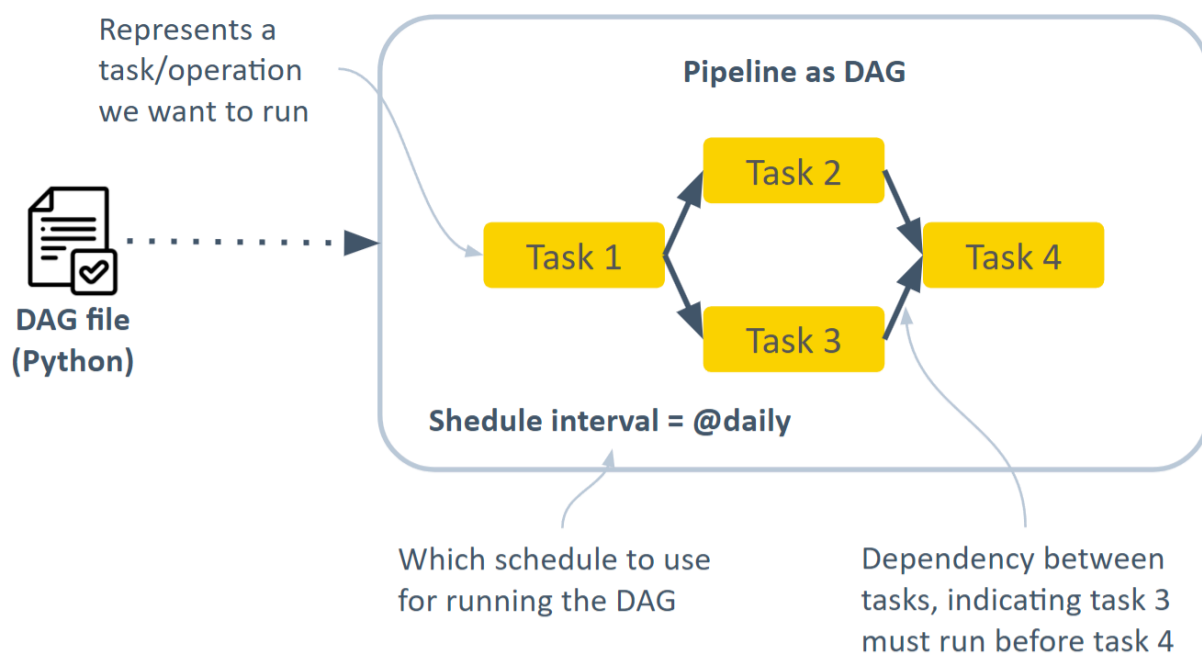 Represents a
task/operation
we want to run
Pipeline as DAG
Task 2
Task 1
Task 4
Task 3
DAG file
(Python)
Shedule interval = @daily
Which schedule to use
for running the DAG
Dependency between
tasks, indicating task 3
must run before task 4